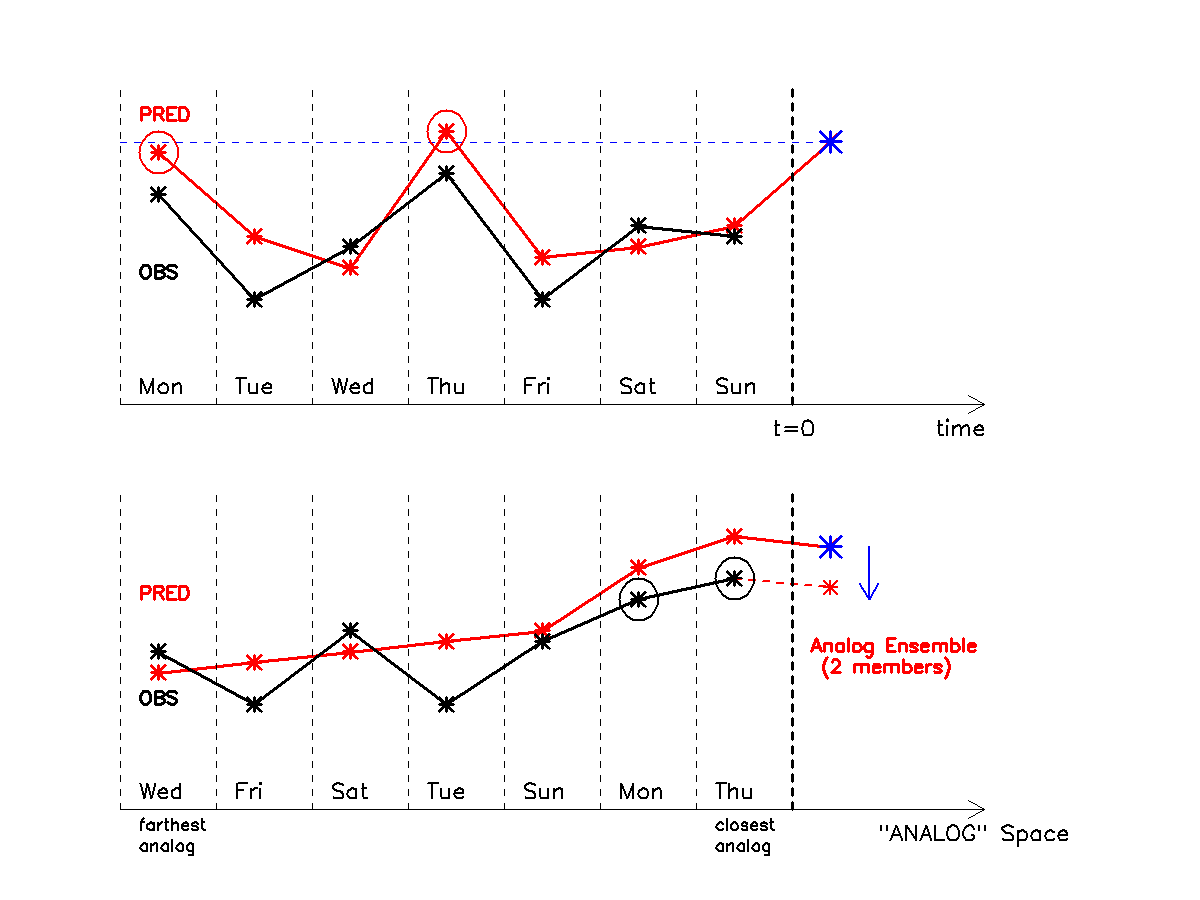 PRED
OBS
Mon Tue Wed Thu Fri Sat Sun
t=0 time
PRED
Analog Ensemble
(2 members)
OBS
Wed Fri Sat Tue Sun Mon Thu
farthest closest
analog analog
"ANALOG" Space